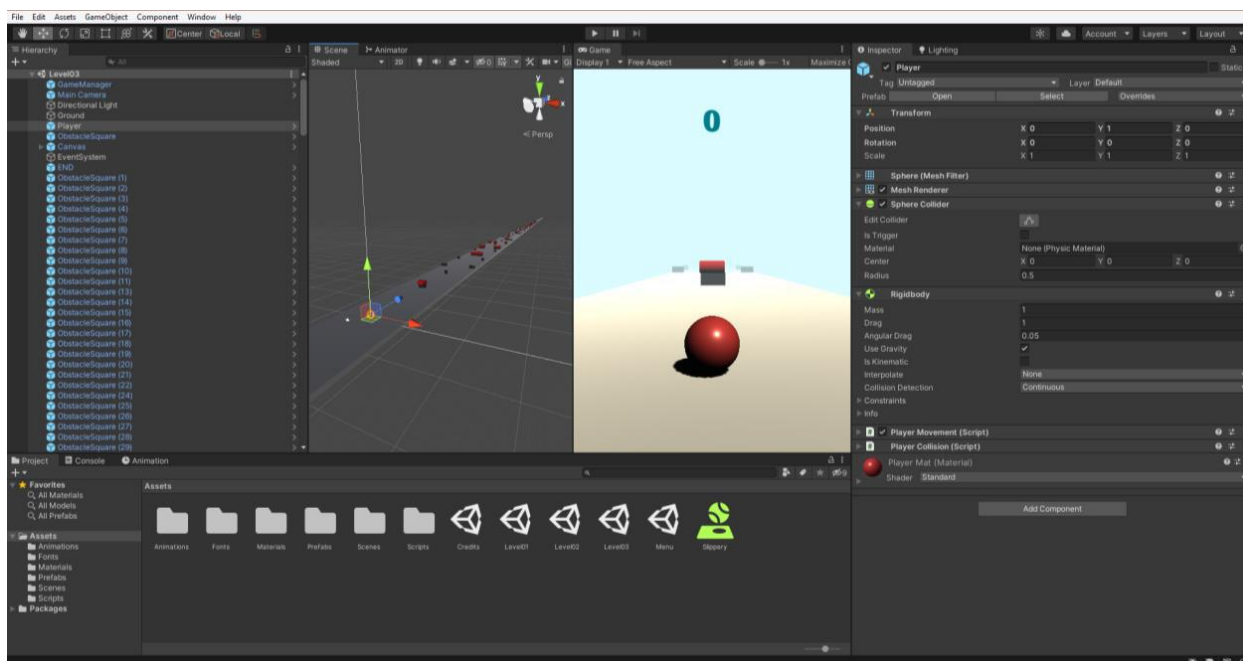 File Edit Assets GameObject Component Window Help
Center Local Account Layers Layout
Hierarchy
All
Level03
GameManager
Main Camera
Directional Light
Ground
Player
ObstacleSquare
Canvas
EventSystem
END
ObstacleSquare (1)
ObstacleSquare (2)
ObstacleSquare (3)
ObstacleSquare (4)
ObstacleSquare (5)
ObstacleSquare (6)
ObstacleSquare (7)
ObstacleSquare (8)
ObstacleSquare (9)
ObstacleSquare (10)
ObstacleSquare (11)
ObstacleSquare (13)
ObstacleSquare (14)
ObstacleSquare (15)
ObstacleSquare (16)
ObstacleSquare (17)
ObstacleSquare (18)
ObstacleSquare (19)
ObstacleSquare (20)
ObstacleSquare (21)
ObstacleSquare (22)
ObstacleSquare (24)
ObstacleSquare (25)
ObstacleSquare (26)
ObstacleSquare (27)
ObstacleSquare (28)
ObstacleSquare (29)
Scene Animator
Shaded 2D 0 Gi
y
x
Persp
Game
Display 1 Free Aspect Scale 1x Maximize
0
Inspector Lighting
Player Static
Tag Untagged Layer Default
Prefab Open Select Overrides
Transform
Position X 0 Y 1 Z 0
Rotation X 0 Y 0 Z 0
Scale X 1 Y 1 Z 1
Sphere (Mesh Filter)
Mesh Renderer
Sphere Collider
Edit Collider
Is Trigger
Material None (Physic Material)
Center X 0 Y 0 Z 0
Radius 0.5
Rigidbody
Mass 1
Drag 1
Angular Drag 0.05
Use Gravity
Is Kinematic
Interpolate None
Collision Detection Continuous
Constraints
Info
Player Movement (Script)
Player Collision (Script)
Player Mat (Material)
Shader Standard
Add Component
Project Console Animation
9
Favorites
All Materials
All Models
All Prefabs
Assets
Animations
Fonts
Materials
Prefabs
Scenes
Scripts
Packages
Assets
Animations Fonts Materials Prefabs Scenes Scripts Credits Level01 Level02 Level03 Menu Slippery